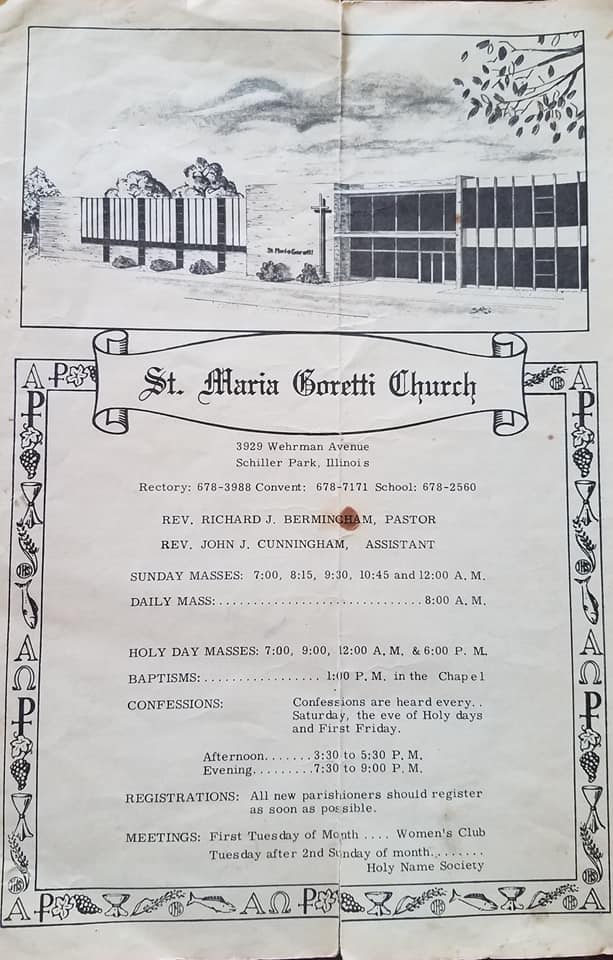 St Maria Goretti
St. Maria Goretti Church
3929 Wehrman Avenue
Schiller Park, Illinois
Rectory: 678-3988 Convent: 678-7171 School: 678-2560
REV. RICHARD J. BERMINGHAM, PASTOR
REV. JOHN J. CUNNINGHAM, ASSISTANT
SUNDAY MASSES: 7:00, 8:15, 9:30, 10:45 and 12:00 A.M.
DAILY MASS:..............................8:00 A.M.
HOLY DAY MASSES: 7:00, 9:00, 12:00 A.M. & 6:00 P. M.
BAPTISMS:................. 1:00 P.M. in the Chapel
CONFESSIONS: Confessions are heard every..
Saturday, the eve of Holy days
and First Friday.
Afternoon.......3:30 to 5:30 P.M.
Evening.........7:30 to 9:00 P.M.
REGISTRATIONS: All new parishioners should register
as soon as possible.
MEETINGS: First Tuesday of Month .... Women's Club
Tuesday after 2nd Sunday of month........
Holy Name Society